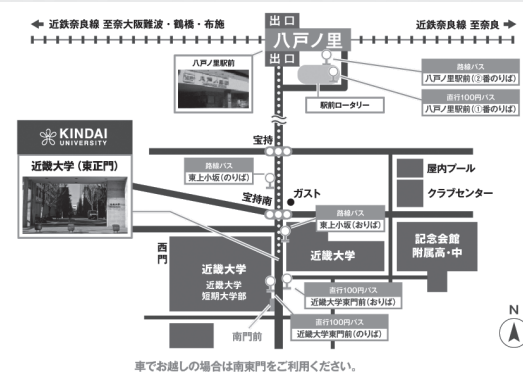 近鉄奈良線 至奈大阪難波・鶴橋・布施
近鉄奈良線 至奈良
出口
八戸ノ里
出口
八戸ノ里駅前
路線バス
八戸ノ里駅前(②番のりば)
直行100円バス
八戸ノ里駅前(①番のりば)
駅前ロータリー
KINDAI
UNIVERSITY
近畿大学(東正門)
宝持
路線バス
東上小坂(のりば)
宝持南
ガスト
屋内プール
クラブセンター
路線バス
東上小坂(おりば)
西門
近畿大学
近畿大学
短期大学部
近畿大学
記念会館
附属高・中
直行100円バス
近畿大学東門前(おりば)
直行100円バス
近畿大学東門前(のりば)
南門前
N
車でお越しの場合は南東門をご利用ください。